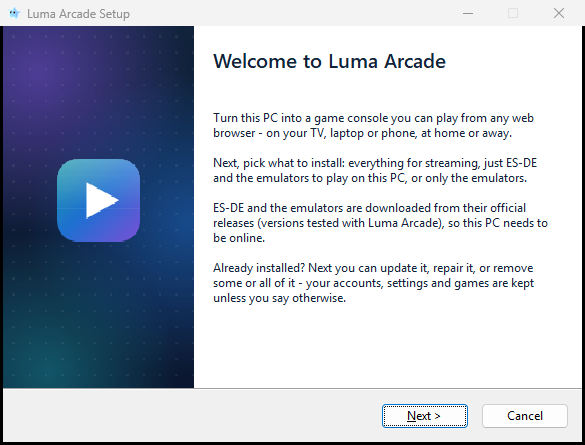 Luma Arcade Setup
Welcome to Luma Arcade
Turn this PC into a game console you can play from any web
browser - on your TV, laptop or phone, at home or away.
Next, pick what to install: everything for streaming, just ES-DE
and the emulators to play on this PC, or only the emulators.
ES-DE and the emulators are downloaded from their official
releases (versions tested with Luma Arcade), so this PC needs to
be online.
Already installed? Next you can update it, repair it, or remove
some or all of it - your accounts, settings and games are kept
unless you say otherwise.
Next >
Cancel